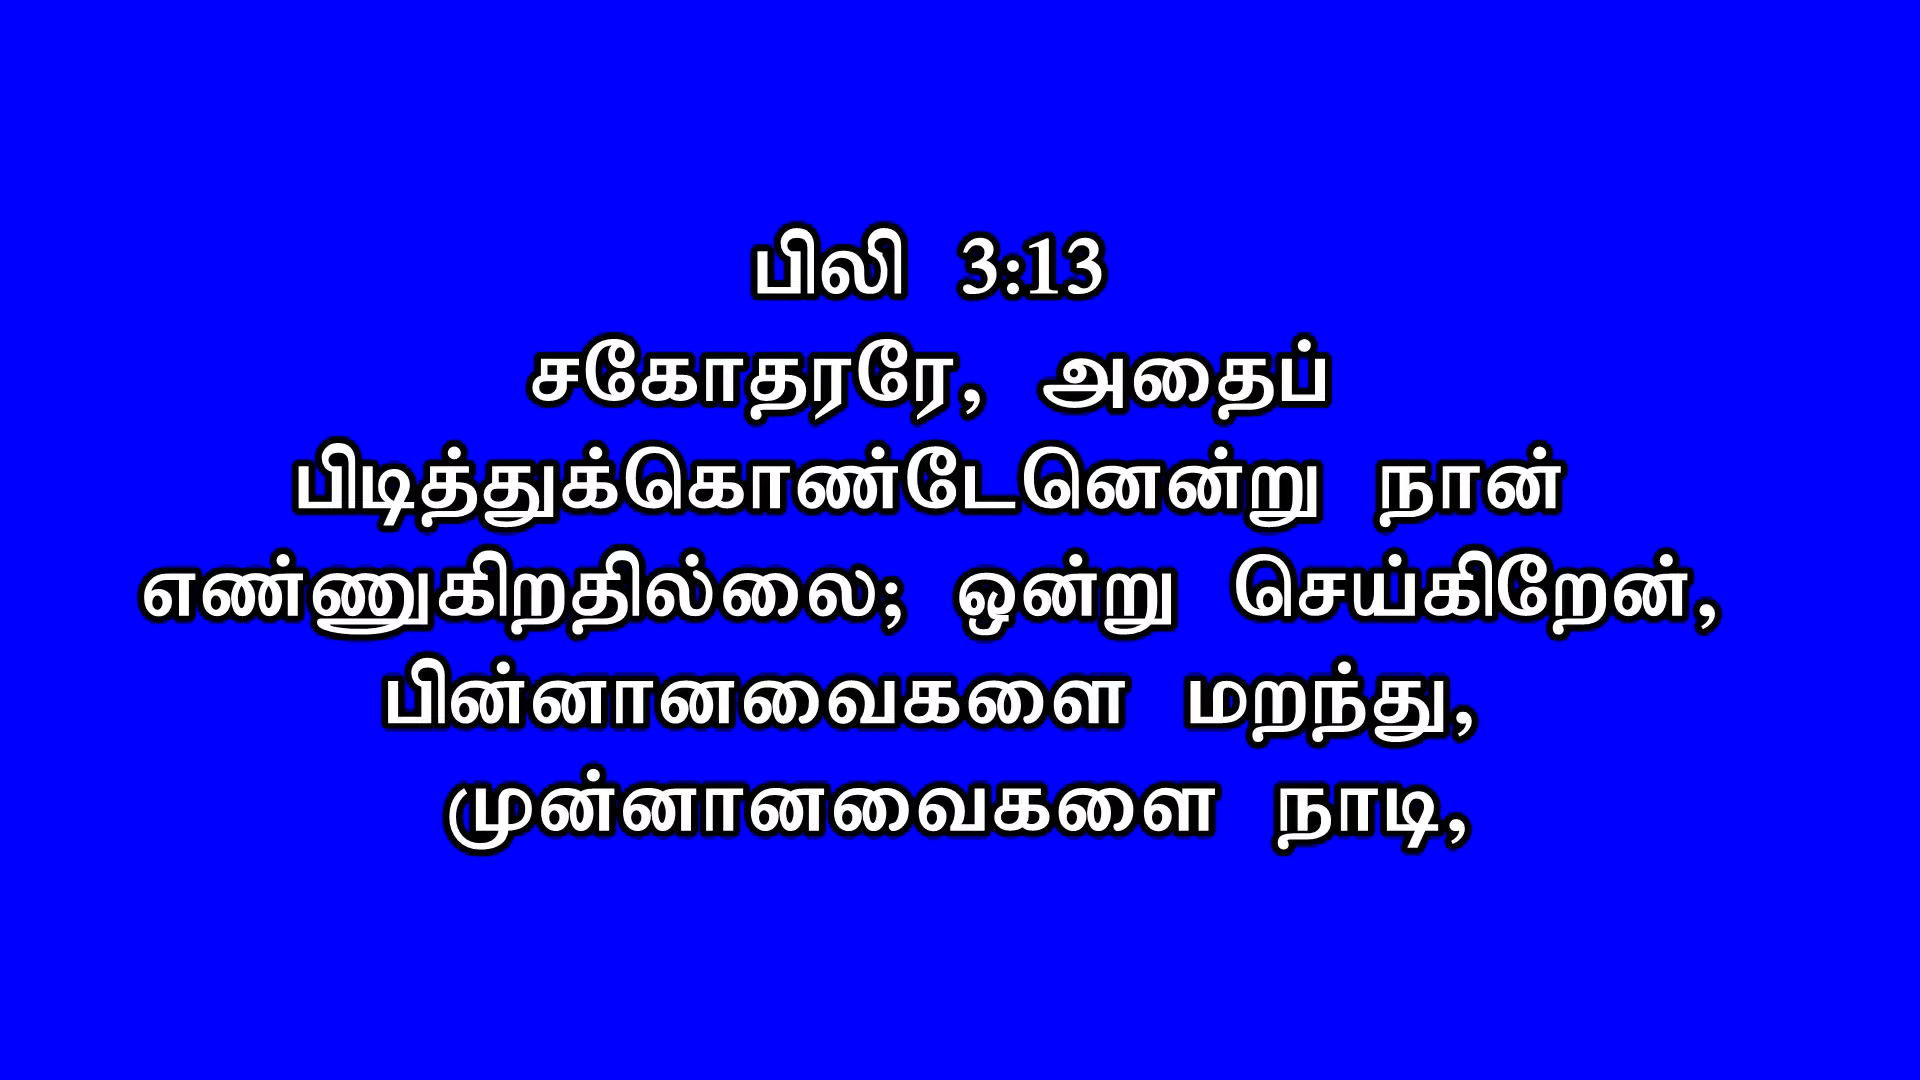 பிலி 3:13
சகோதரரே, அதைப்
பிடித்துக்கொண்டேனென்று நான்
எண்ணுகிறதில்லை; ஒன்று செய்கிறேன்,
பின்னானவைகளை மறந்து,
முன்னானவைகளை நாடி,